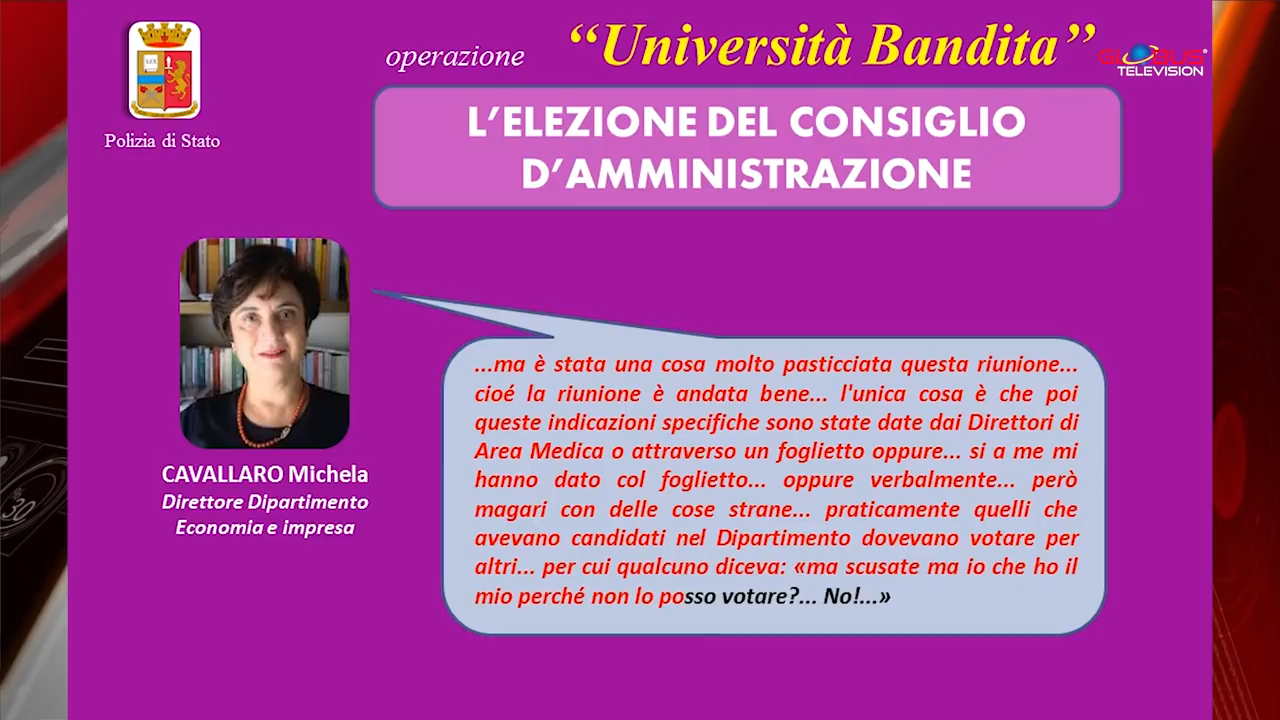 operazione “Università Bandita”
GLOBUS®
TELEVISION
Polizia di Stato
L’ELEZIONE DEL CONSIGLIO
D’AMMINISTRAZIONE
CAVALLARO Michela
Direttore Dipartimento
Economia e impresa
...ma è stata una cosa molto pasticciata questa riunione...
cioé la riunione è andata bene... l'unica cosa è che poi
queste indicazioni specifiche sono state date dai Direttori di
Area Medica o attraverso un foglietto oppure... si a me mi
hanno dato col foglietto... oppure verbalmente... però
magari con delle cose strane... praticamente quelli che
avevano candidati nel Dipartimento dovevano votare per
altri... per cui qualcuno diceva: «ma scusate ma io che ho il
mio perché non lo posso votare?... No!...»